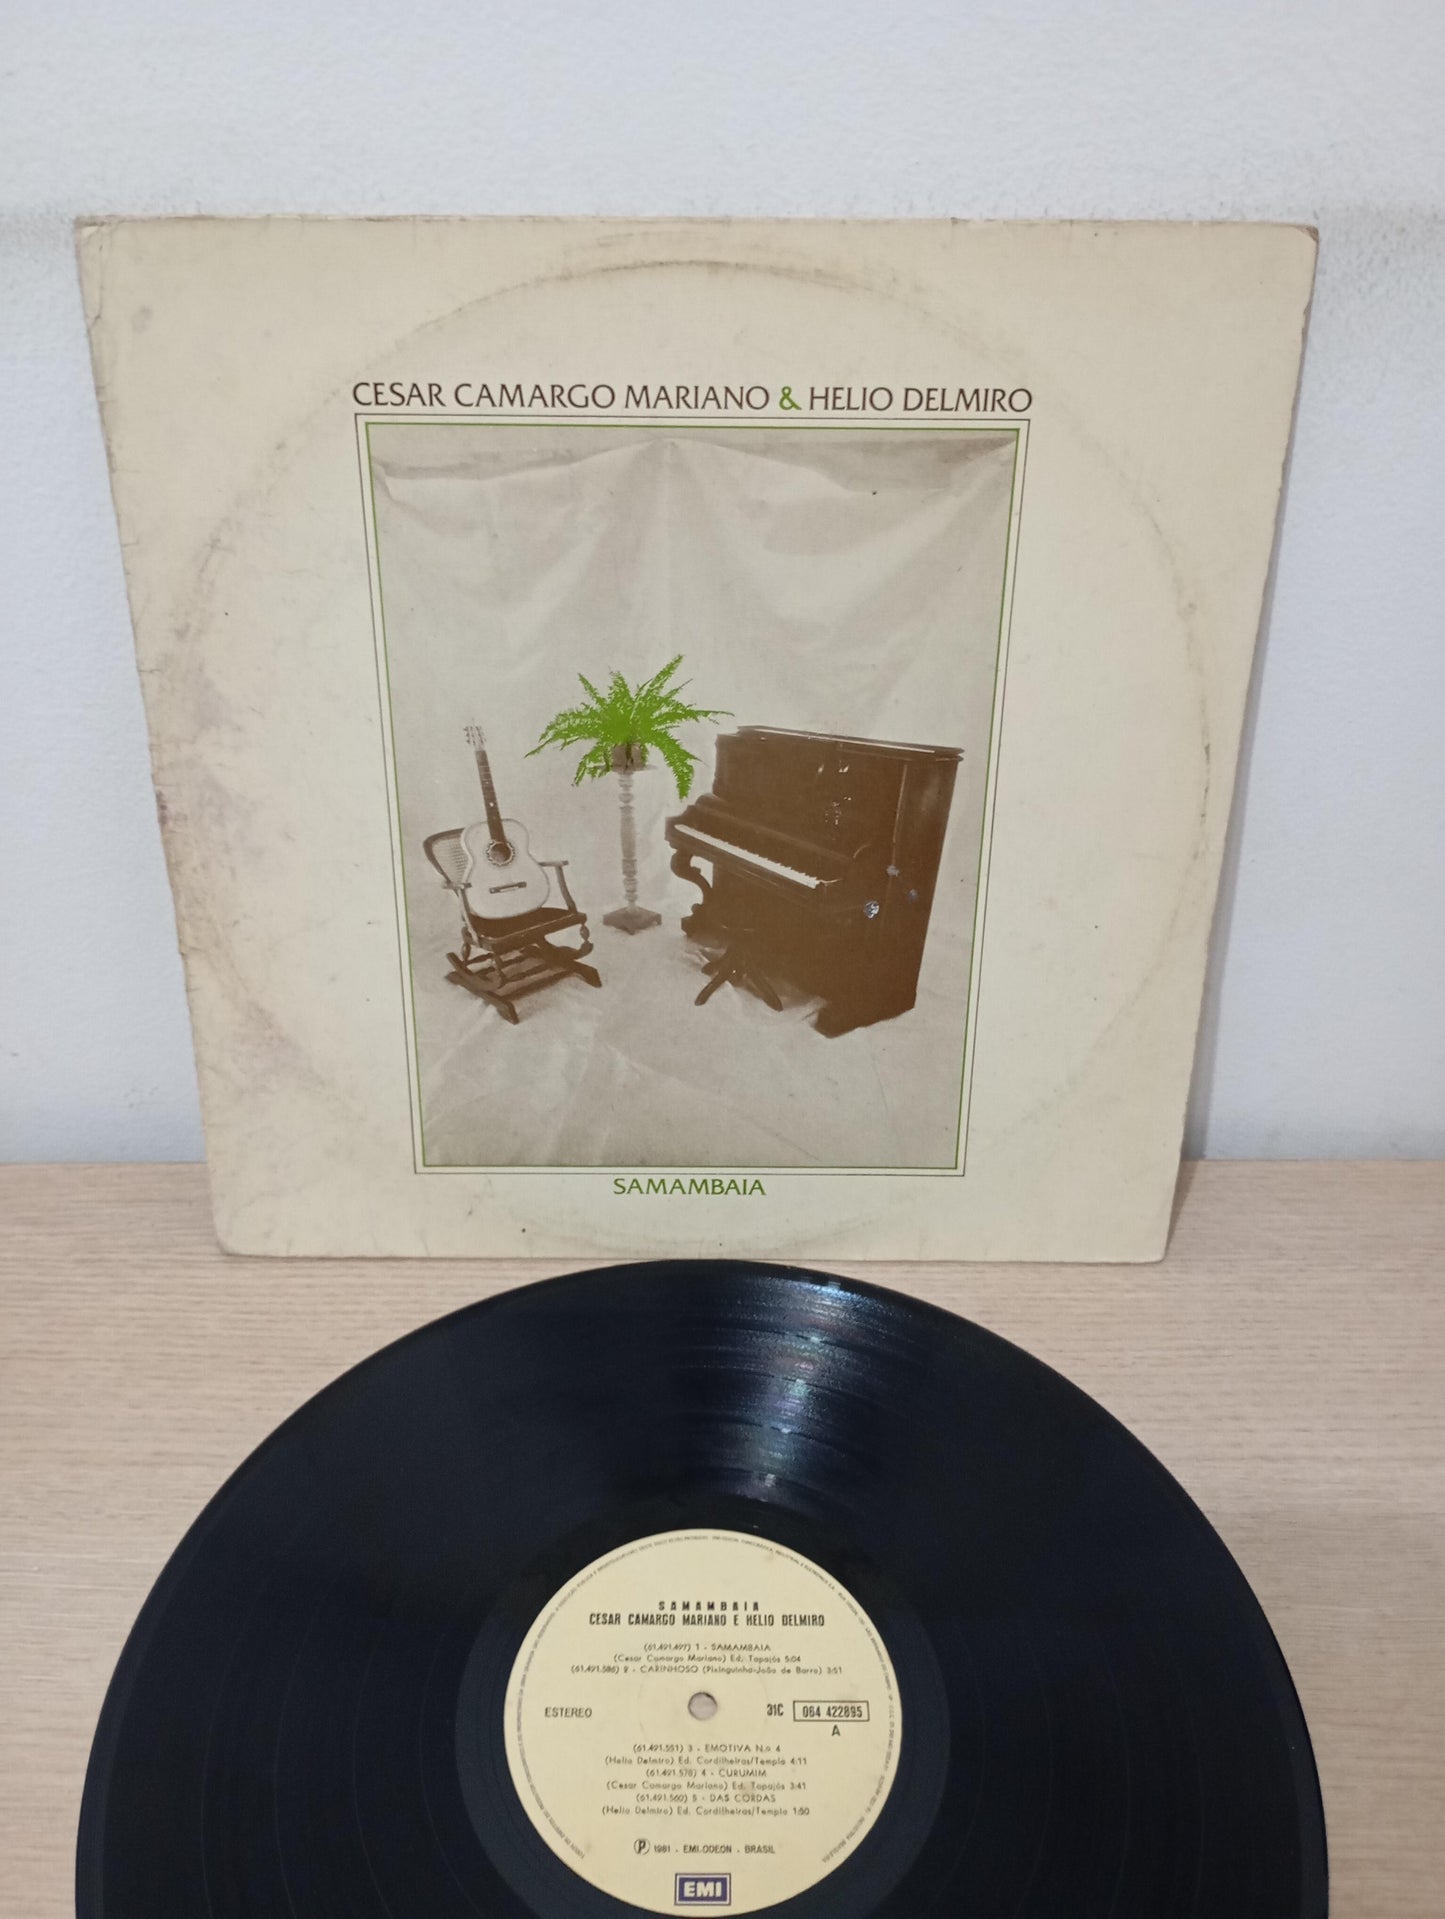 CESAR CAMARGO MARIANO & HELIO DELMIRO
SAMAMBAIA
SAMAMBAIA
CESAR CAMARGO MARIANO E HELIO DELMIRO
(61.491.497) 1 - SAMAMBAIA
(Cesar Camargo Mariano) Ed. Tapajós 5:04
(61.491.586) 2 - CARINHOSO (Pixinguinha-João de Barro) 3:51
ESTEREO
31C 064 422895
A
(61.491.551) 3 - EMOTIVA N.o 4
(Helio Delmiro) Ed. Cordilheiras/Templo 4:11
(61.491.578) 4 - CURUMIM
(Cesar Camargo Mariano) Ed. Tapajós 3:41
(61.491.560) 5 - DAS CORDAS
(Helio Delmiro) Ed. Cordilheiras/Templo 1:50
Ⓟ 1981 - EMI-ODEON - BRASIL
EMI